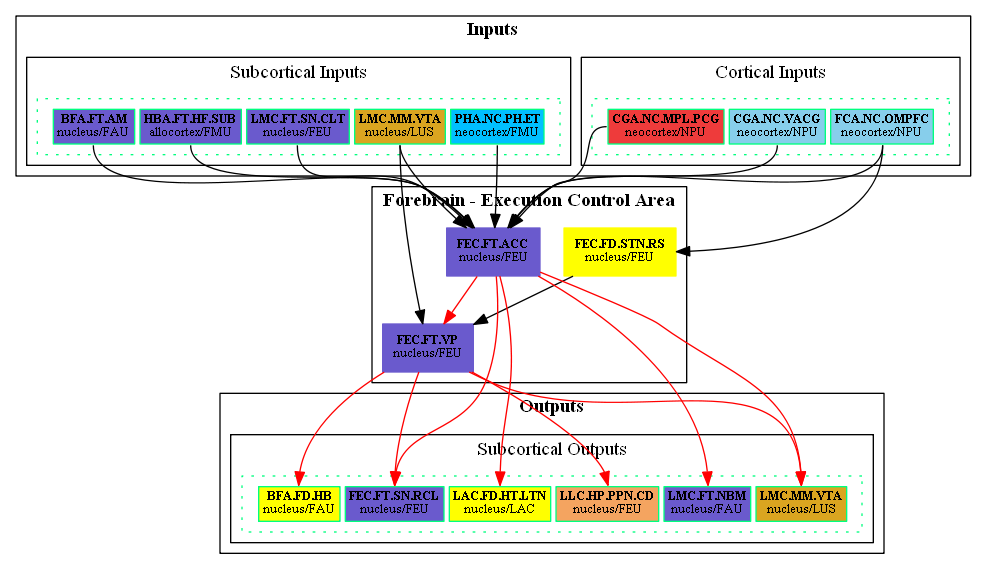 Inputs
Subcortical Inputs
Cortical Inputs
BFA.FT.AM
nucleus/FAU
HBA.FT.HF.SUB
allocortex/FMU
LMC.FT.SN.CLT
nucleus/FEU
LMC.MM.VTA
nucleus/LUS
PHA.NC.PH.ET
neocortex/FMU
CGA.NC.MPL.PCG
neocortex/NPU
CGA.NC.VACG
neocortex/NPU
FCA.NC.OMPFC
neocortex/NPU
Forebrain - Execution Control Area
FEC.FT.ACC
nucleus/FEU
FEC.FD.STN.RS
nucleus/FEU
FEC.FT.VP
nucleus/FEU
Outputs
Subcortical Outputs
BFA.FD.HB
nucleus/FAU
FEC.FT.SN.RCL
nucleus/FEU
LAC.FD.HT.LTN
nucleus/LAC
LLC.HP.PPN.CD
nucleus/FEU
LMC.FT.NBM
nucleus/FAU
LMC.MM.VTA
nucleus/LUS